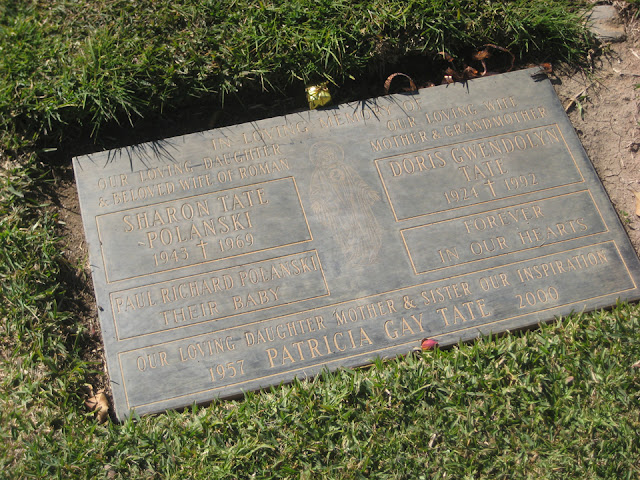 IN LOVING MEMORY OF
OUR LOVING DAUGHTER
& BELOVED WIFE OF ROMAN
SHARON TATE
POLANSKI
1943 † 1969
PAUL RICHARD POLANSKI
THEIR BABY
OUR LOVING WIFE
MOTHER & GRANDMOTHER
DORIS GWENDOLYN
TATE
1924 † 1992
FOREVER
IN OUR HEARTS
OUR LOVING DAUGHTER MOTHER & SISTER OUR INSPIRATION
1957 PATRICIA GAY TATE 2000